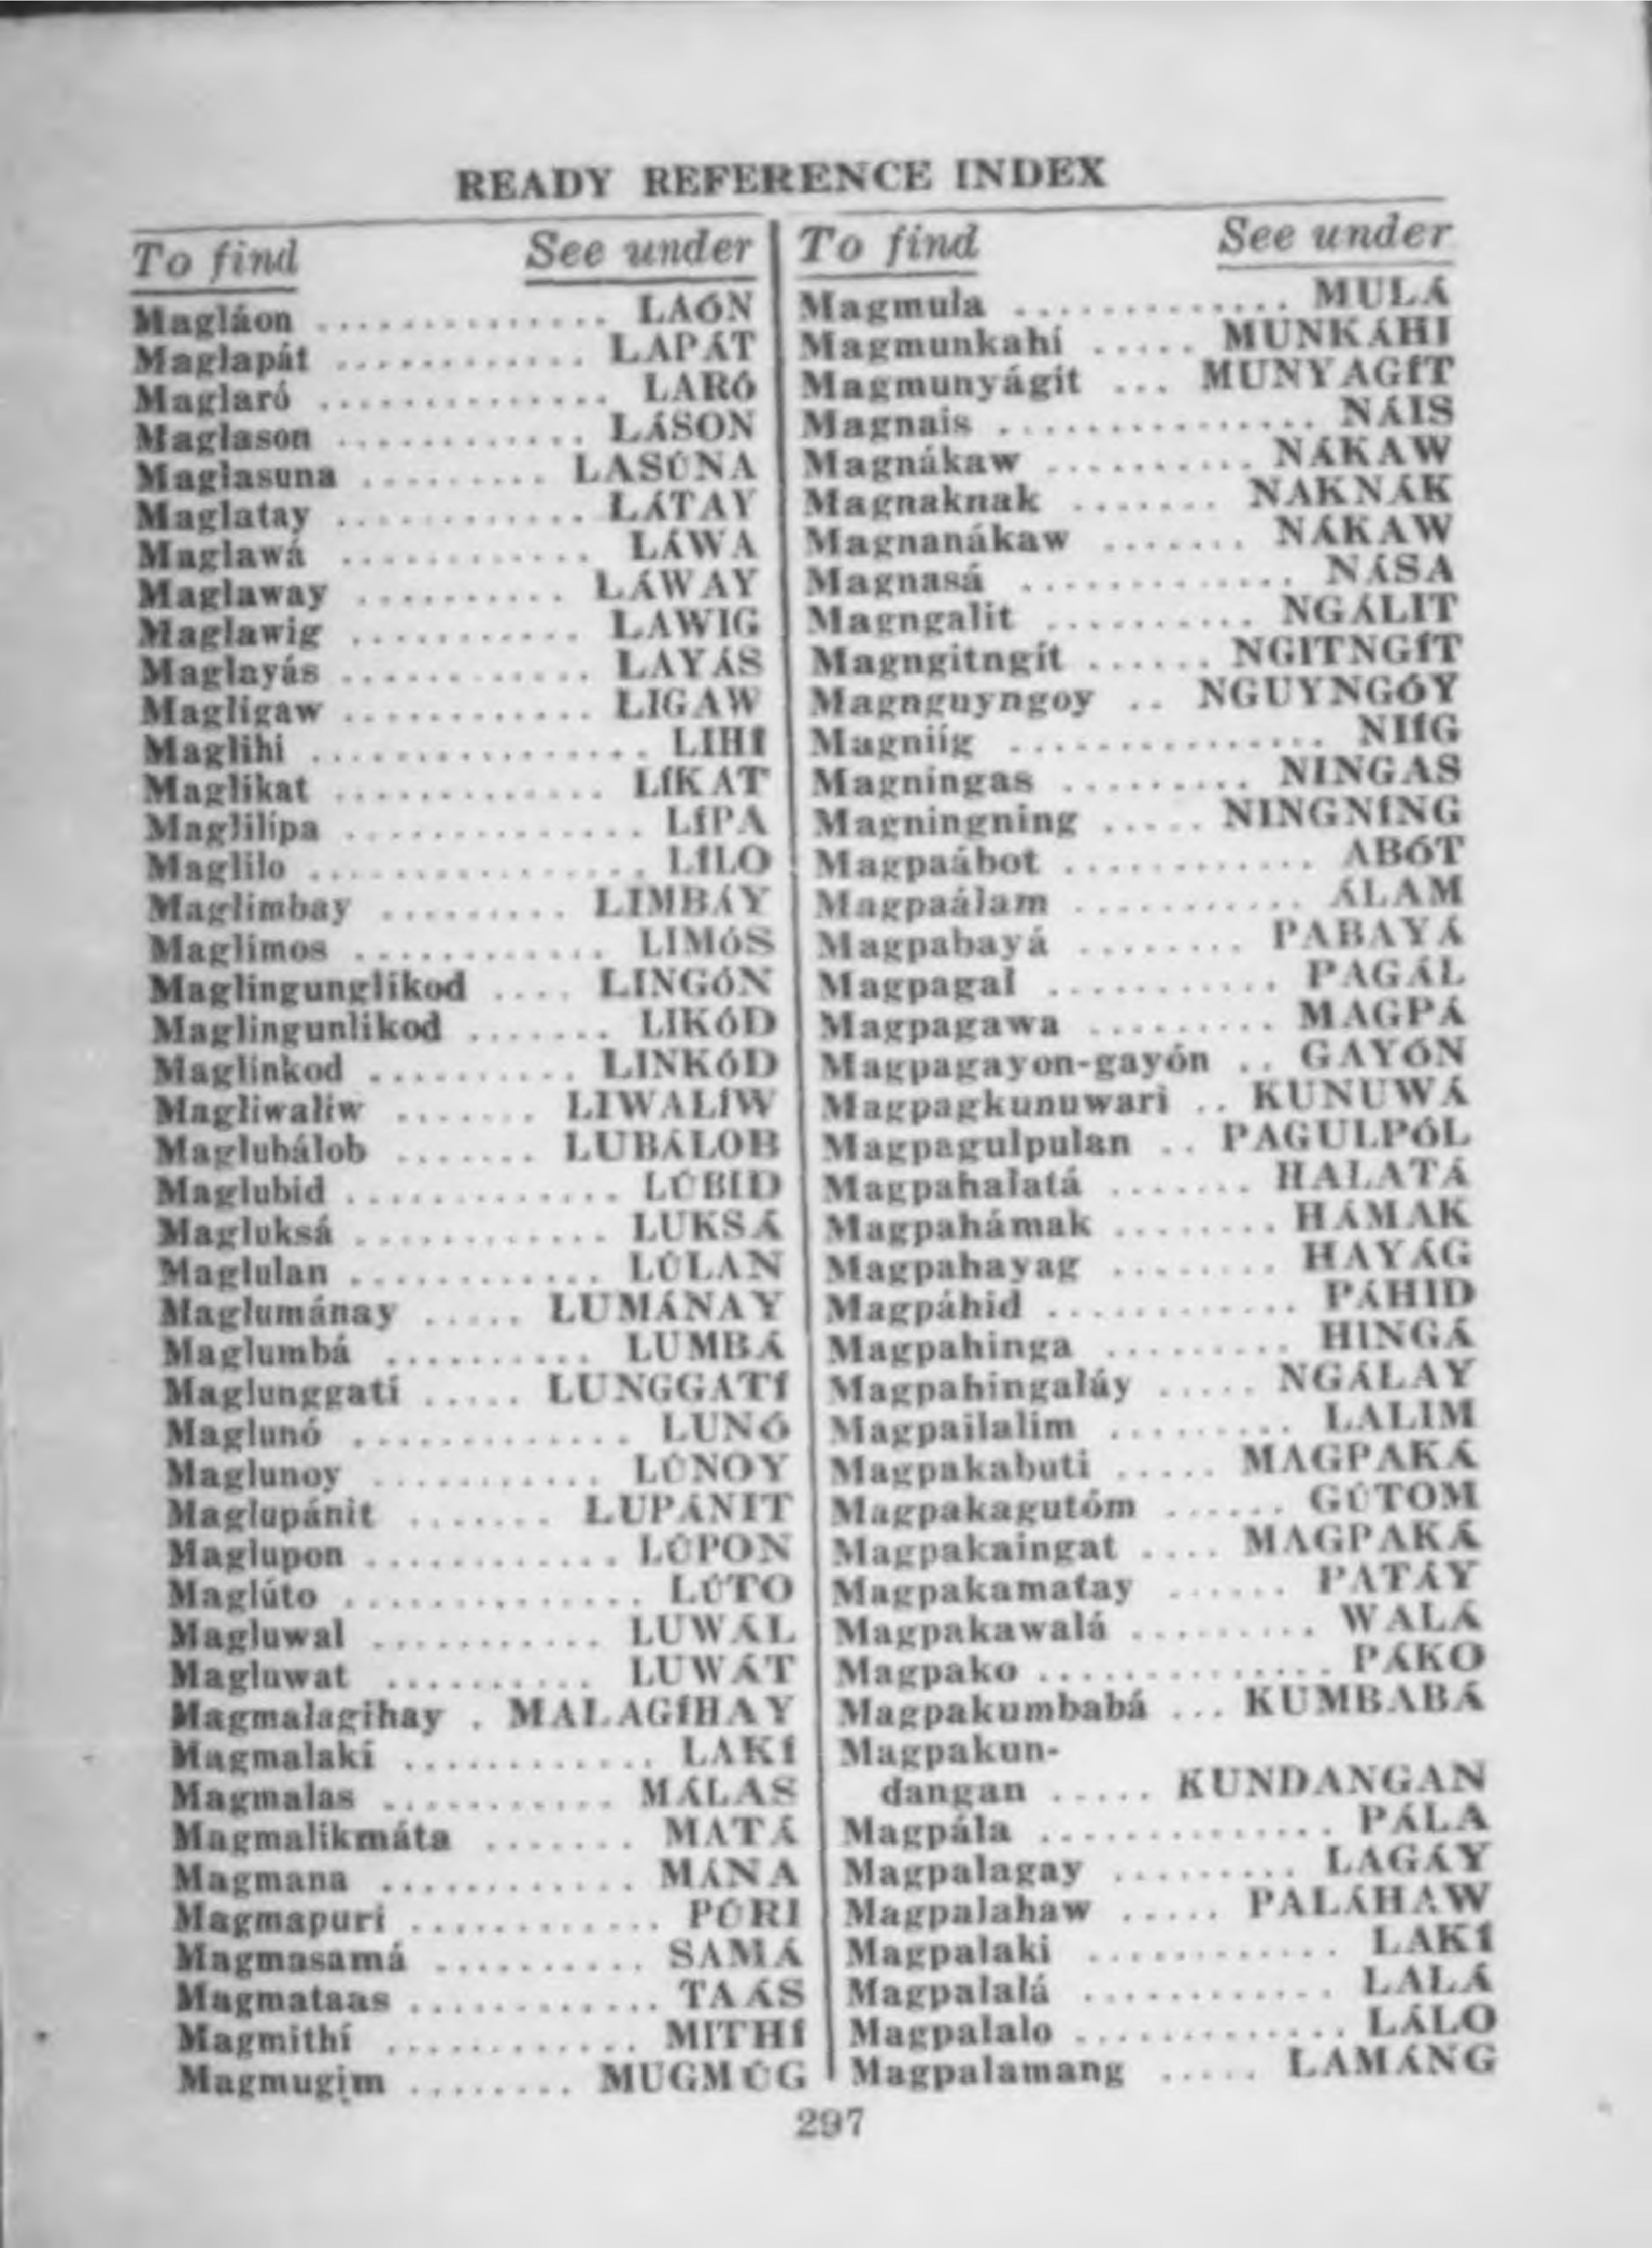 READY REFERENCE INDEX
To find See under
Magláon ............... LAÓN
Maglapát ............. LAPÁT
Maglaró ............... LARÓ
Maglason ............. LÁSON
Maglasuna ......... LASÚNA
Maglatay ............. LÁTAY
Maglawá ............. LÁWA
Maglaway .......... LÁWAY
Maglawig ........... LAWIG
Maglayás ............ LAYÁS
Magligaw ............ LIGAW
Maglihi ................. LIHÍ
Maglikat ............. LÍKAT
Maglilípa .............. LÍPA
Maglilo ................. LÍLO
Maglimbay ......... LIMBÁY
Maglimos ............ LIMÓS
Maglingunglikod .... LINGÓN
Maglingunlikod ....... LIKÓD
Maglinkod .......... LINKÓD
Magliwaliw ....... LIWALÍW
Maglubálob ....... LUBÁLOB
Maglubid ............. LÚBID
Magluksá ............ LUKSÁ
Maglulan ............ LÚLAN
Maglumánay ..... LUMÁNAY
Maglumbá .......... LUMBÁ
Maglunggatí ..... LUNGGATÍ
Maglunó ............. LUNÓ
Maglunoy ........... LÚNOY
Maglupánit ....... LUPÁNIT
Maglupon ............ LÚPON
Maglúto .............. LÚTO
Magluwal ........... LUWÁL
Magluwat .......... LUWÁT
Magmalagihay . MALAGÍHAY
Magmalakí ............ LAKÍ
Magmalas ........... MÁLAS
Magmalikmáta ....... MATÁ
Magmana ............ MÁNA
Magmapuri ............ PÚRI
Magmasamá .......... SAMÁ
Magmataas ............ TAÁS
Magmithí ............ MITHÍ
Magmugim ........ MUGMÚG
To find See under
Magmula ............. MULÁ
Magmunkahí ..... MUNKÁHI
Magmunyágit ... MUNYAGÍT
Magnais ............... NÁIS
Magnákaw .......... NÁKAW
Magnaknak ....... NAKNÁK
Magnanákaw ....... NÁKAW
Magnasá ............. NÁSA
Magngalit .......... NGÁLIT
Magngitngít ...... NGITNGÍT
Magnguyngoy .. NGUYNGÓY
Magniíg ............... NIÍG
Magningas ......... NINGAS
Magningning ..... NINGNÍNG
Magpaábot ............ ABÓT
Magpaálam ........... ÁLAM
Magpabayá ........ PABAYÁ
Magpagal ........... PAGÁL
Magpagawa ......... MAGPÁ
Magpagayon-gayón .. GAYÓN
Magpagkunuwari .. KUNUWÁ
Magpagulpulan .. PAGULPÓL
Magpahalatá ....... HALATÁ
Magpahámak ........ HÁMAK
Magpahayag ........ HAYÁG
Magpáhid ............ PÁHID
Magpahinga ......... HINGÁ
Magpahingaláy ..... NGÁLAY
Magpailalim ......... LALIM
Magpakabuti ..... MAGPAKÁ
Magpakagutóm ...... GÚTOM
Magpakaingat .... MAGPAKÁ
Magpakamatay ...... PATÁY
Magpakawalá ......... WALÁ
Magpako .............. PÁKO
Magpakumbabá ... KUMBABÁ
Magpakun-
dangan ..... KUNDANGAN
Magpála .............. PÁLA
Magpalagay ......... LAGÁY
Magpalahaw ..... PALÁHAW
Magpalaki ............ LAKÍ
Magpalalá ............ LALÁ
Magpalalo ............. LÁLO
Magpalamang ..... LAMÁNG
297